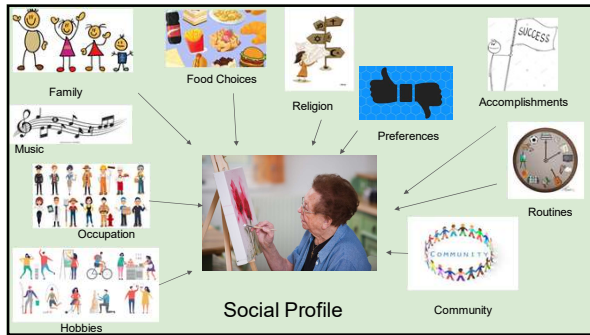 SUCCESS
Food Choices
Family
Religion
Accomplishments
Preferences
Music
Routines
Occupation
COMMUNITY
Social Profile
Community
Hobbies